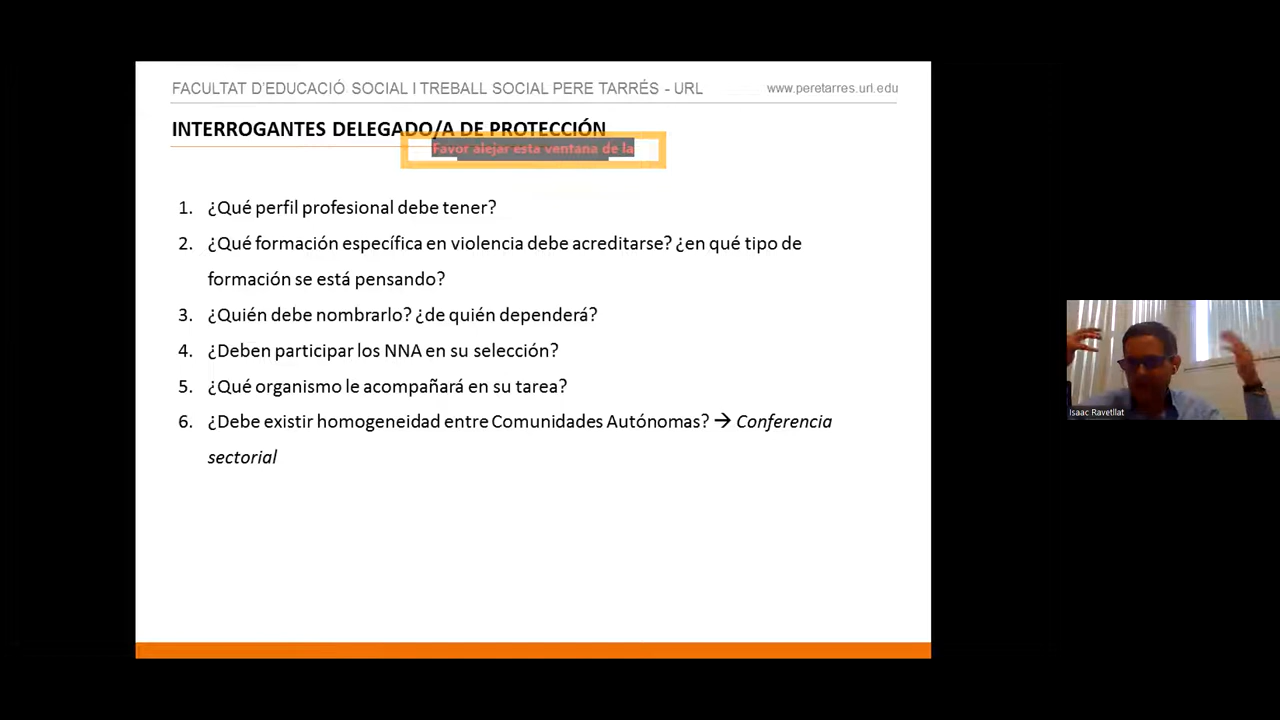 FACULTAT D'EDUCACIÓ SOCIAL I TREBALL SOCIAL PERE TARRÉS - URL
www.peretarres.url.edu
INTERROGANTES DELEGADO/A DE PROTECCIÓN
Favor alejar esta ventana de la
1. ¿Qué perfil profesional debe tener?
2. ¿Qué formación específica en violencia debe acreditarse? ¿en qué tipo de
formación se está pensando?
3. ¿Quién debe nombrarlo? ¿de quién dependerá?
4. ¿Deben participar los NNA en su selección?
5. ¿Qué organismo le acompañará en su tarea?
6. ¿Debe existir homogeneidad entre Comunidades Autónomas? → Conferencia
sectorial
Isaac Ravetllat